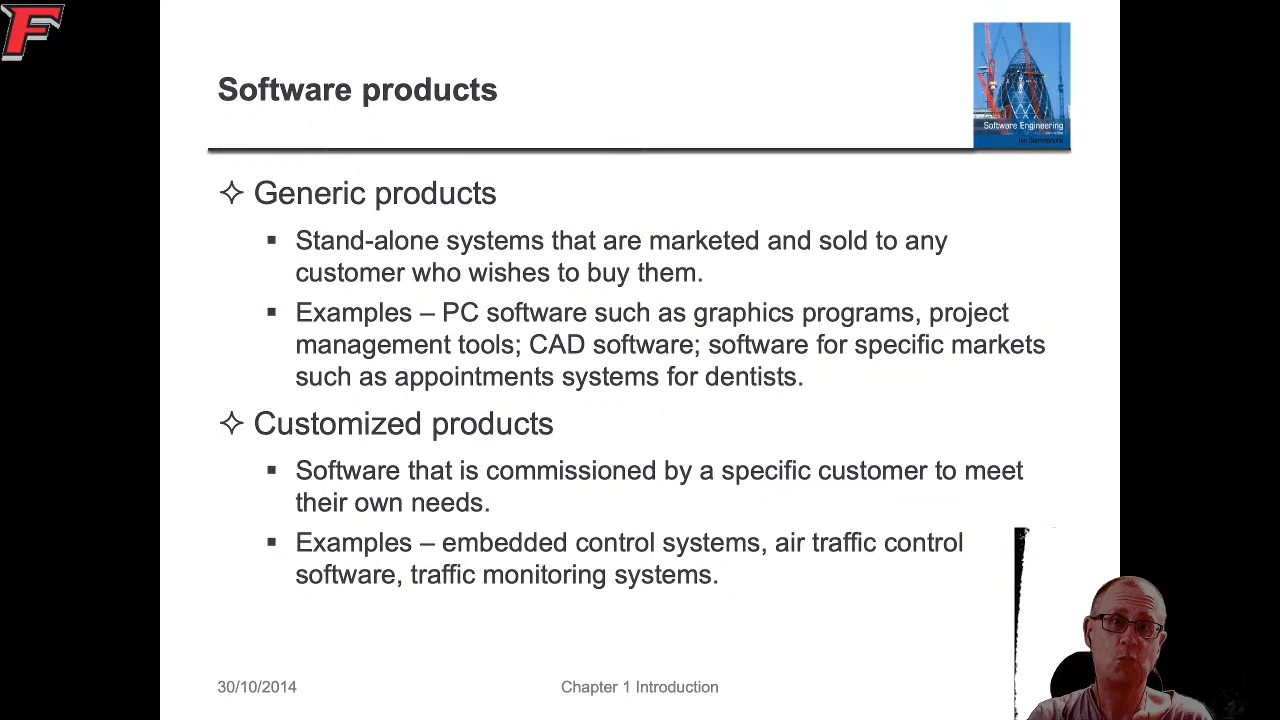 F
Software products
Software Engineering
Ian Sommerville
✧ Generic products
▪ Stand-alone systems that are marketed and sold to any
customer who wishes to buy them.
▪ Examples – PC software such as graphics programs, project
management tools; CAD software; software for specific markets
such as appointments systems for dentists.
✧ Customized products
▪ Software that is commissioned by a specific customer to meet
their own needs.
▪ Examples – embedded control systems, air traffic control
software, traffic monitoring systems.
30/10/2014
Chapter 1 Introduction